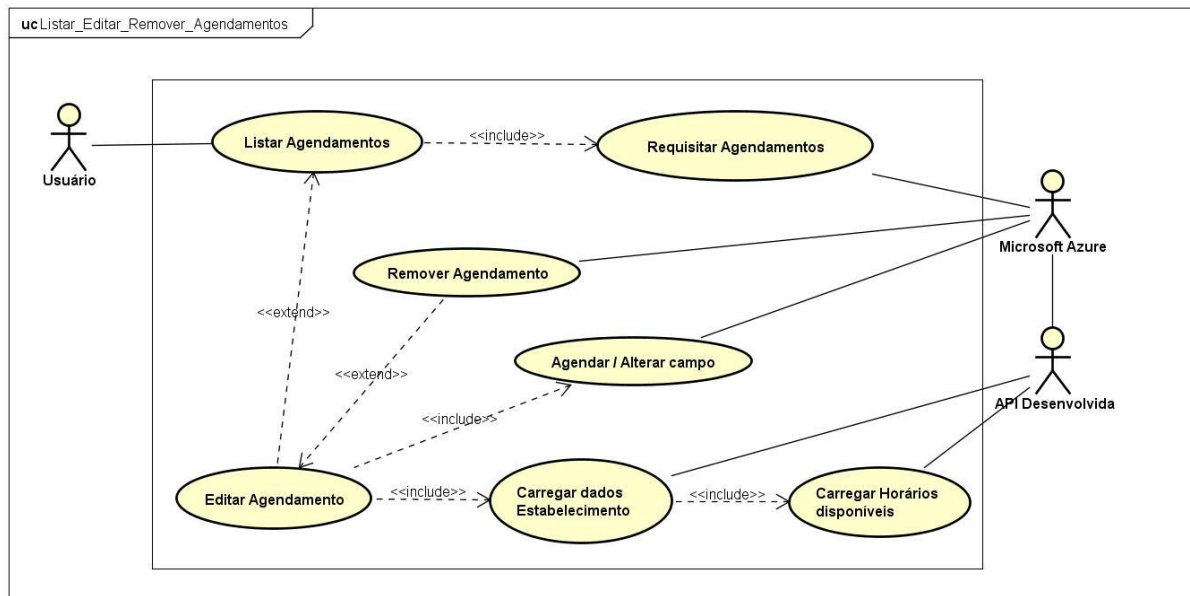 uc Listar_Editar_Remover_Agendamentos
Usuário
Listar Agendamentos
<<include>>
Requisitar Agendamentos
Microsoft Azure
Remover Agendamento
<<extend>>
Agendar / Alterar campo
<<extend>>
API Desenvolvida
<<include>>
Editar Agendamento
<<include>>
Carregar dados
Estabelecimento
<<include>>
Carregar Horários
disponíveis